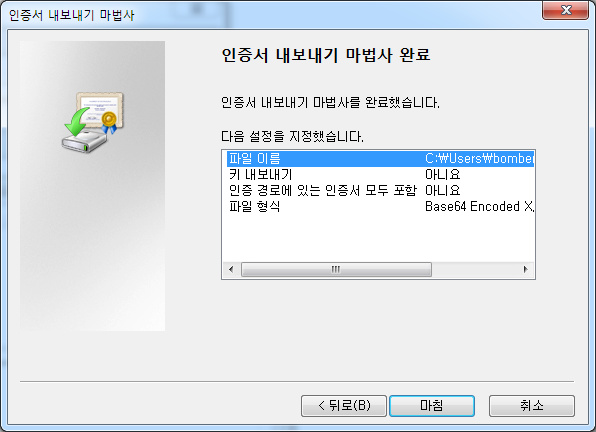 인증서 내보내기 마법사
인증서 내보내기 마법사 완료
인증서 내보내기 마법사를 완료했습니다.
다음 설정을 지정했습니다.
파일 이름 C:\Users\bomber
키 내보내기 아니요
인증 경로에 있는 인증서 모두 포함 아니요
파일 형식 Base64 Encoded X.
< 뒤로(B) 마침 취소